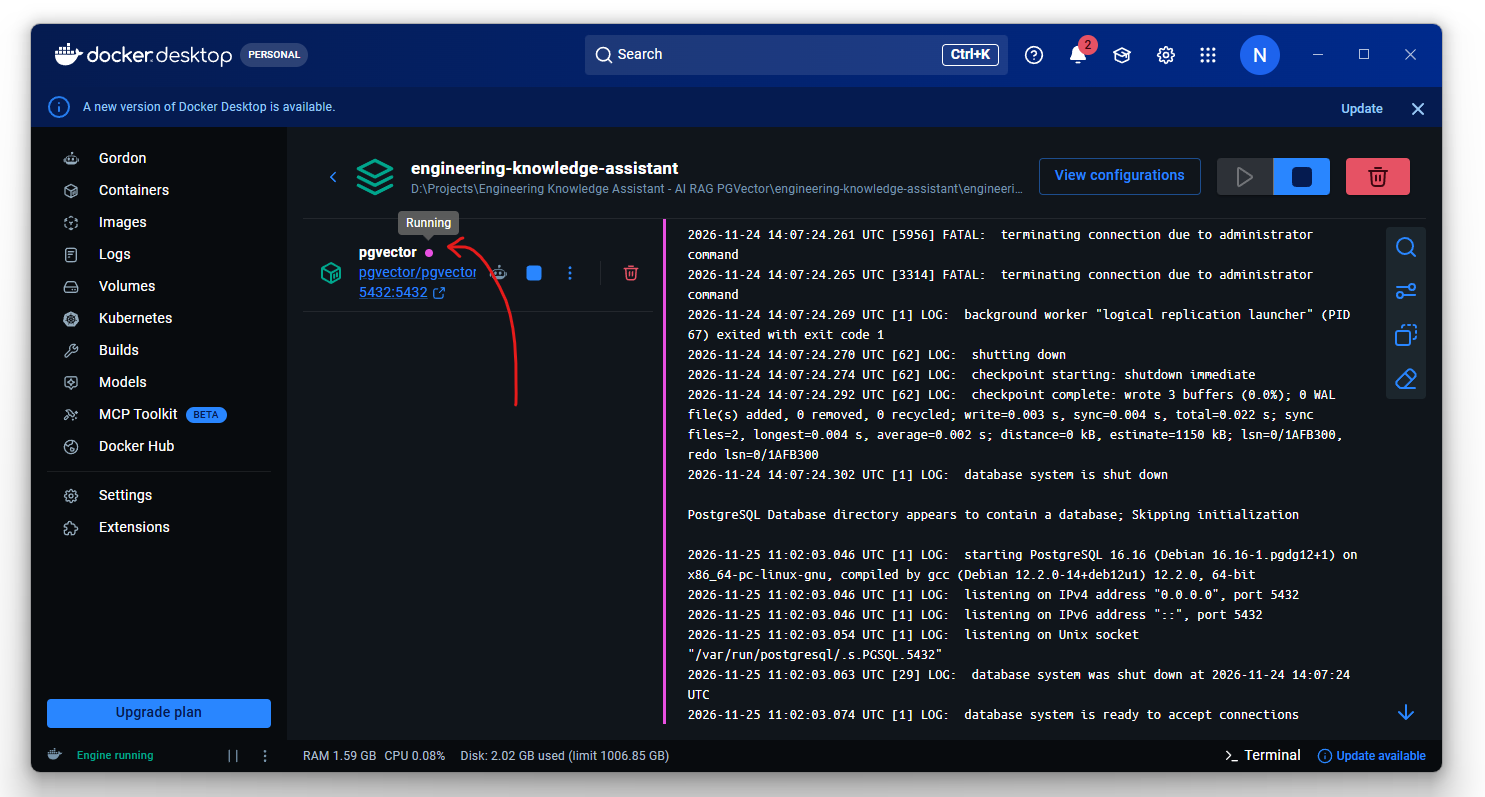 docker.desktop
PERSONAL
Search
Ctrl+K
2
N
A new version of Docker Desktop is available.
Update
Gordon
Containers
Images
Logs
Volumes
Kubernetes
Builds
Models
MCP Toolkit
BETA
Docker Hub
Settings
Extensions
Upgrade plan
engineering-knowledge-assistant
D:\Projects\Engineering Knowledge Assistant - AI RAG PGVector\engineering-knowledge-assistant\engineeri...
View configurations
Running
pgvector
pgvector/pgvector
5432:5432
2026-11-24 14:07:24.261 UTC [5956] FATAL:  terminating connection due to administrator
command
2026-11-24 14:07:24.265 UTC [3314] FATAL:  terminating connection due to administrator
command
2026-11-24 14:07:24.269 UTC [1] LOG:  background worker "logical replication launcher" (PID
67) exited with exit code 1
2026-11-24 14:07:24.270 UTC [62] LOG:  shutting down
2026-11-24 14:07:24.274 UTC [62] LOG:  checkpoint starting: shutdown immediate
2026-11-24 14:07:24.292 UTC [62] LOG:  checkpoint complete: wrote 3 buffers (0.0%); 0 WAL
file(s) added, 0 removed, 0 recycled; write=0.003 s, sync=0.004 s, total=0.022 s; sync
files=2, longest=0.004 s, average=0.002 s; distance=0 kB, estimate=1150 kB; lsn=0/1AFB300,
redo lsn=0/1AFB300
2026-11-24 14:07:24.302 UTC [1] LOG:  database system is shut down
PostgreSQL Database directory appears to contain a database; Skipping initialization
2026-11-25 11:02:03.046 UTC [1] LOG:  starting PostgreSQL 16.16 (Debian 16.16-1.pgdg12+1) on
x86_64-pc-linux-gnu, compiled by gcc (Debian 12.2.0-14+deb12u1) 12.2.0, 64-bit
2026-11-25 11:02:03.046 UTC [1] LOG:  listening on IPv4 address "0.0.0.0", port 5432
2026-11-25 11:02:03.046 UTC [1] LOG:  listening on IPv6 address "::", port 5432
2026-11-25 11:02:03.054 UTC [1] LOG:  listening on Unix socket
"/var/run/postgresql/.s.PGSQL.5432"
2026-11-25 11:02:03.063 UTC [29] LOG:  database system was shut down at 2026-11-24 14:07:24
UTC
2026-11-25 11:02:03.074 UTC [1] LOG:  database system is ready to accept connections
Engine running
RAM 1.59 GB CPU 0.08%
Disk: 2.02 GB used (limit 1006.85 GB)
>_ Terminal
Update available